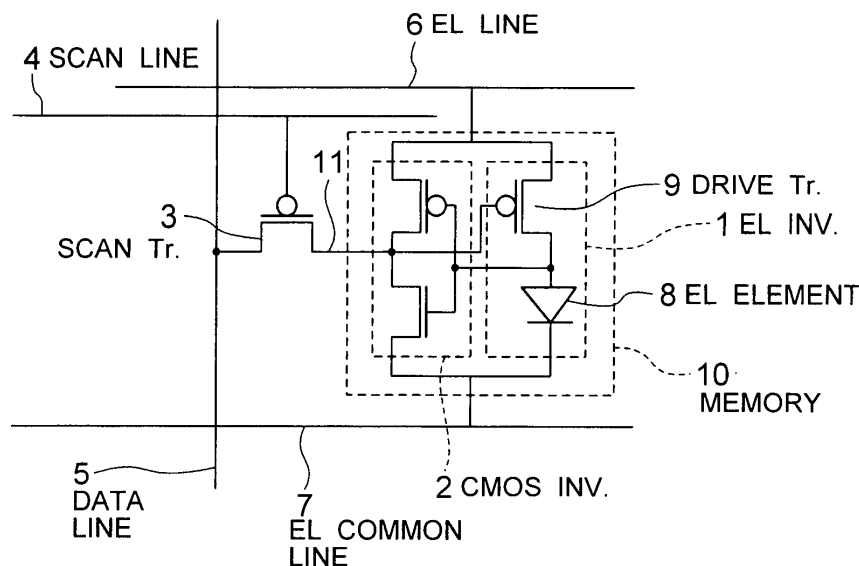 6 EL LINE
4 SCAN LINE
11
3
SCAN Tr.
9 DRIVE Tr.
1 EL INV.
8 EL ELEMENT
10
MEMORY
5
DATA
LINE
7
EL COMMON
LINE
2 CMOS INV.